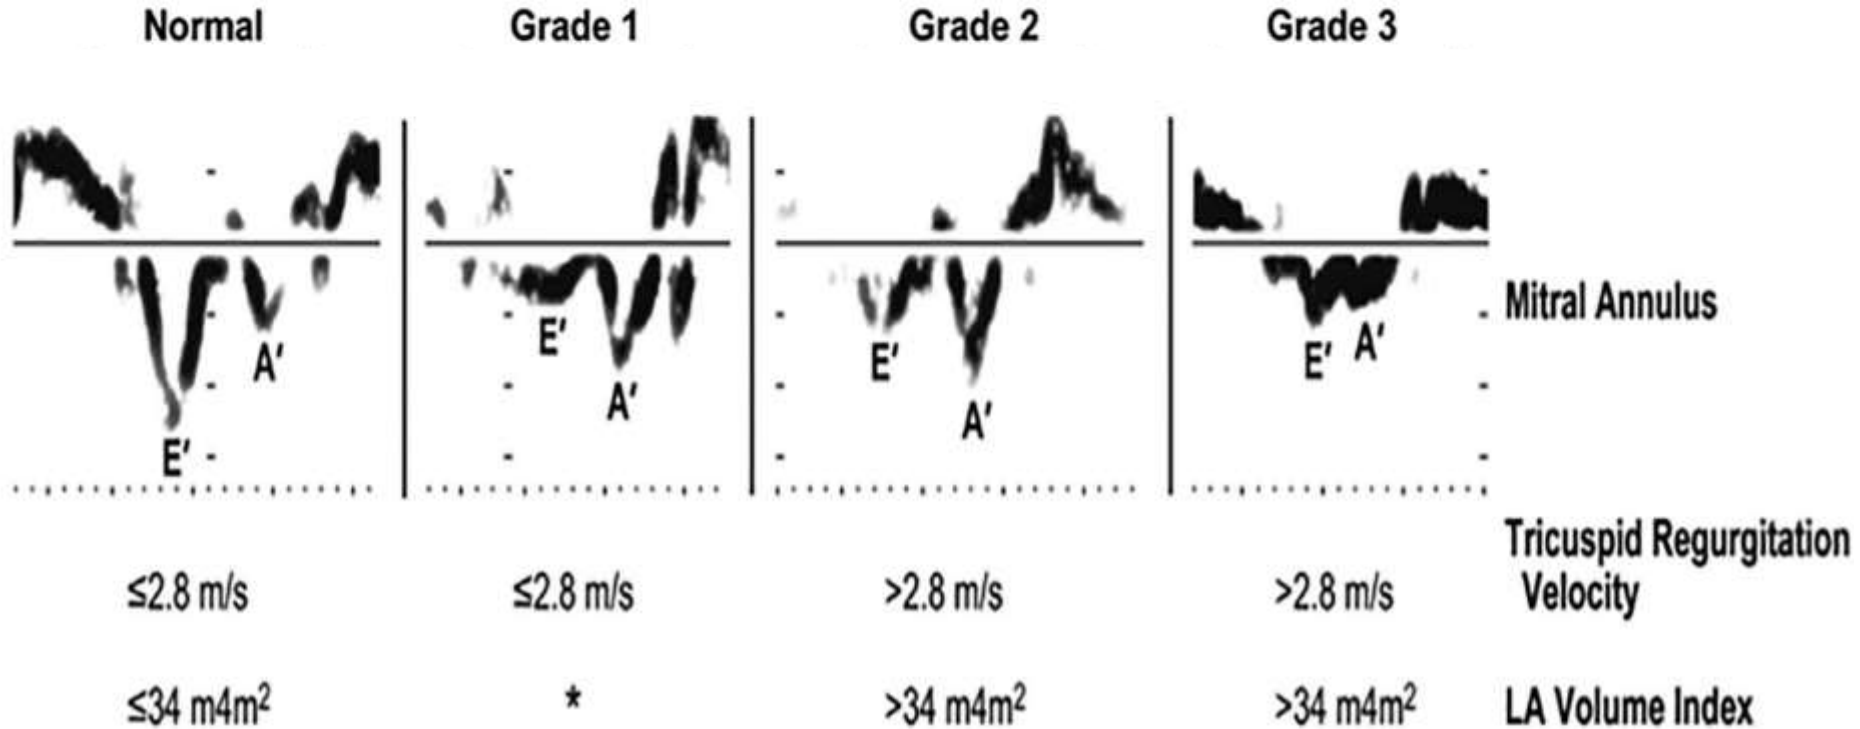 Normal Grade 1 Grade 2 Grade 3
E′ A′ E′ A′ E′ A′ E′ A′ Mitral Annulus
≤2.8 m/s ≤2.8 m/s >2.8 m/s >2.8 m/s Tricuspid Regurgitation
Velocity
≤34 m4m² * >34 m4m² >34 m4m² LA Volume Index